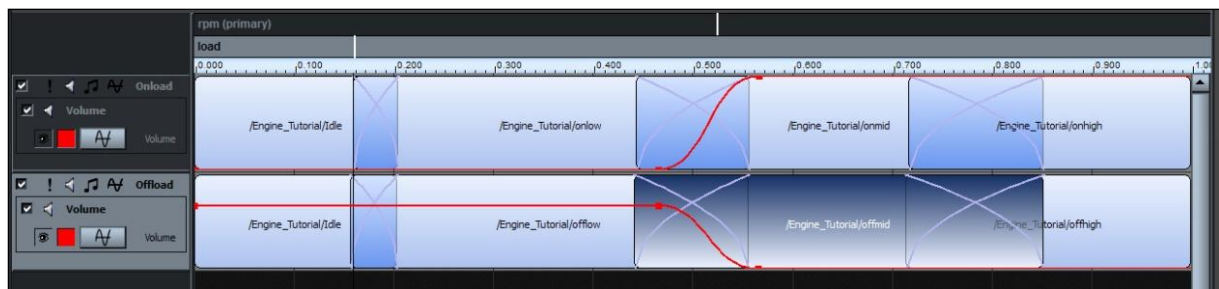 rpm (primary)
load
0.000 0.100 0.200 0.300 0.400 0.500 0.600 0.700 0.800 0.900 1.0
Onload
Volume
Volume
/Engine_Tutorial/Idle /Engine_Tutorial/onlow /Engine_Tutorial/onmid /Engine_Tutorial/onhigh
Offload
Volume
Volume
/Engine_Tutorial/Idle /Engine_Tutorial/offlow /Engine_Tutorial/offmid /Engine_Tutorial/offhigh